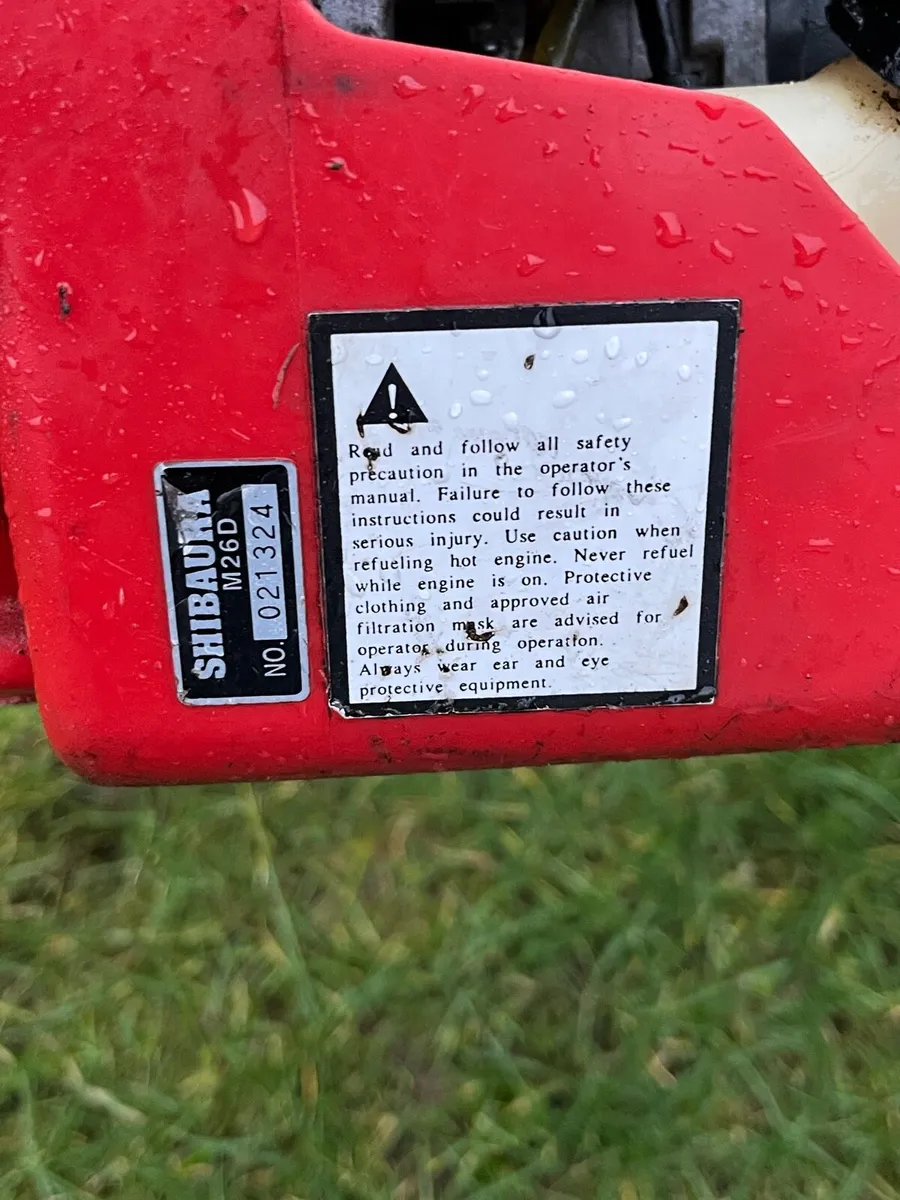 SHIBAURA
M26D
NO. 021324
!
Read and follow all safety
precaution in the operator's
manual. Failure to follow these
instructions could result in
serious injury. Use caution when
refueling hot engine. Never refuel
while engine is on. Protective
clothing and approved air
filtration mask are advised for
operator during operation.
Always wear ear and eye
protective equipment.